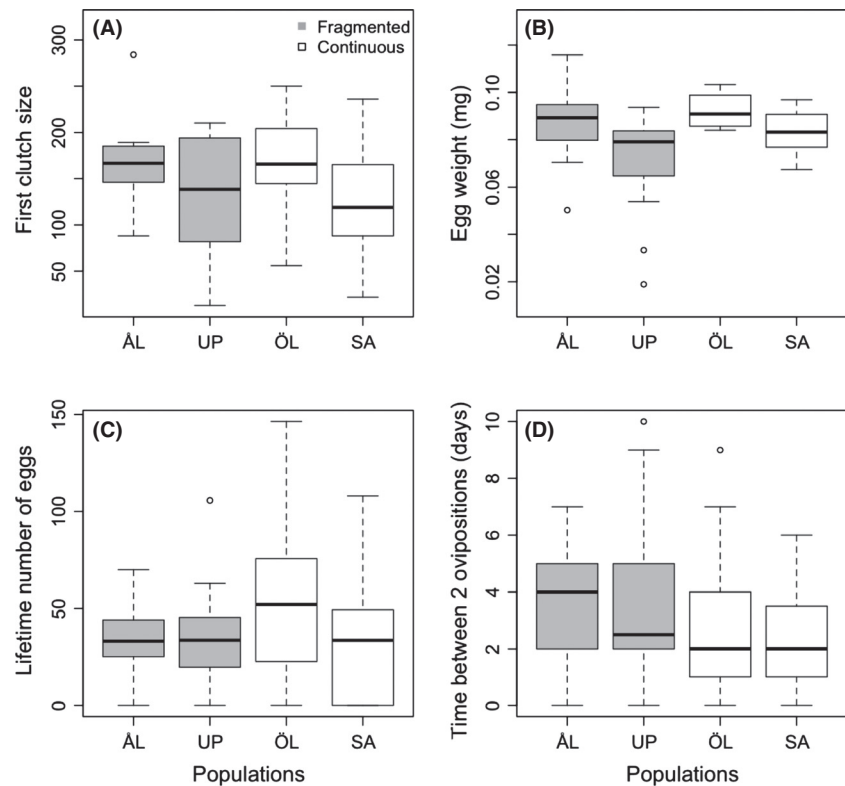 (A)
Fragmented
Continuous
First clutch size
300
200
100
50
ÅL UP ÖL SA
(B)
Egg weight (mg)
0.10
0.06
0.02
ÅL UP ÖL SA
(C)
Lifetime number of eggs
150
100
50
0
ÅL UP ÖL SA
Populations
(D)
Time between 2 ovipositions (days)
10
8
6
4
2
0
ÅL UP ÖL SA
Populations